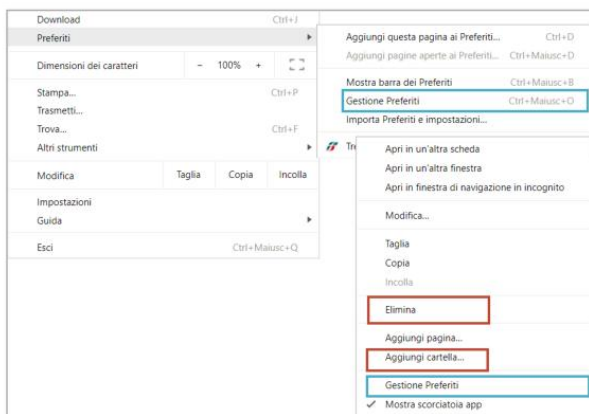 Download Ctrl+J
Preferiti
Dimensioni dei caratteri - 100% +
Stampa... Ctrl+P
Trasmetti...
Trova... Ctrl+F
Altri strumenti
Modifica Taglia Copia Incolla
Impostazioni
Guida
Esci Ctrl+Maiusc+Q
Aggiungi questa pagina ai Preferiti... Ctrl+D
Aggiungi pagine aperte ai Preferiti... Ctrl+Maiusc+D
Mostra barra dei Preferiti Ctrl+Maiusc+B
Gestione Preferiti Ctrl+Maiusc+O
Importa Preferiti e impostazioni...
Apri in un'altra scheda
Apri in un'altra finestra
Apri in finestra di navigazione in incognito
Modifica...
Taglia
Copia
Incolla
Elimina
Aggiungi pagina...
Aggiungi cartella...
Gestione Preferiti
Mostra scorciatoia app